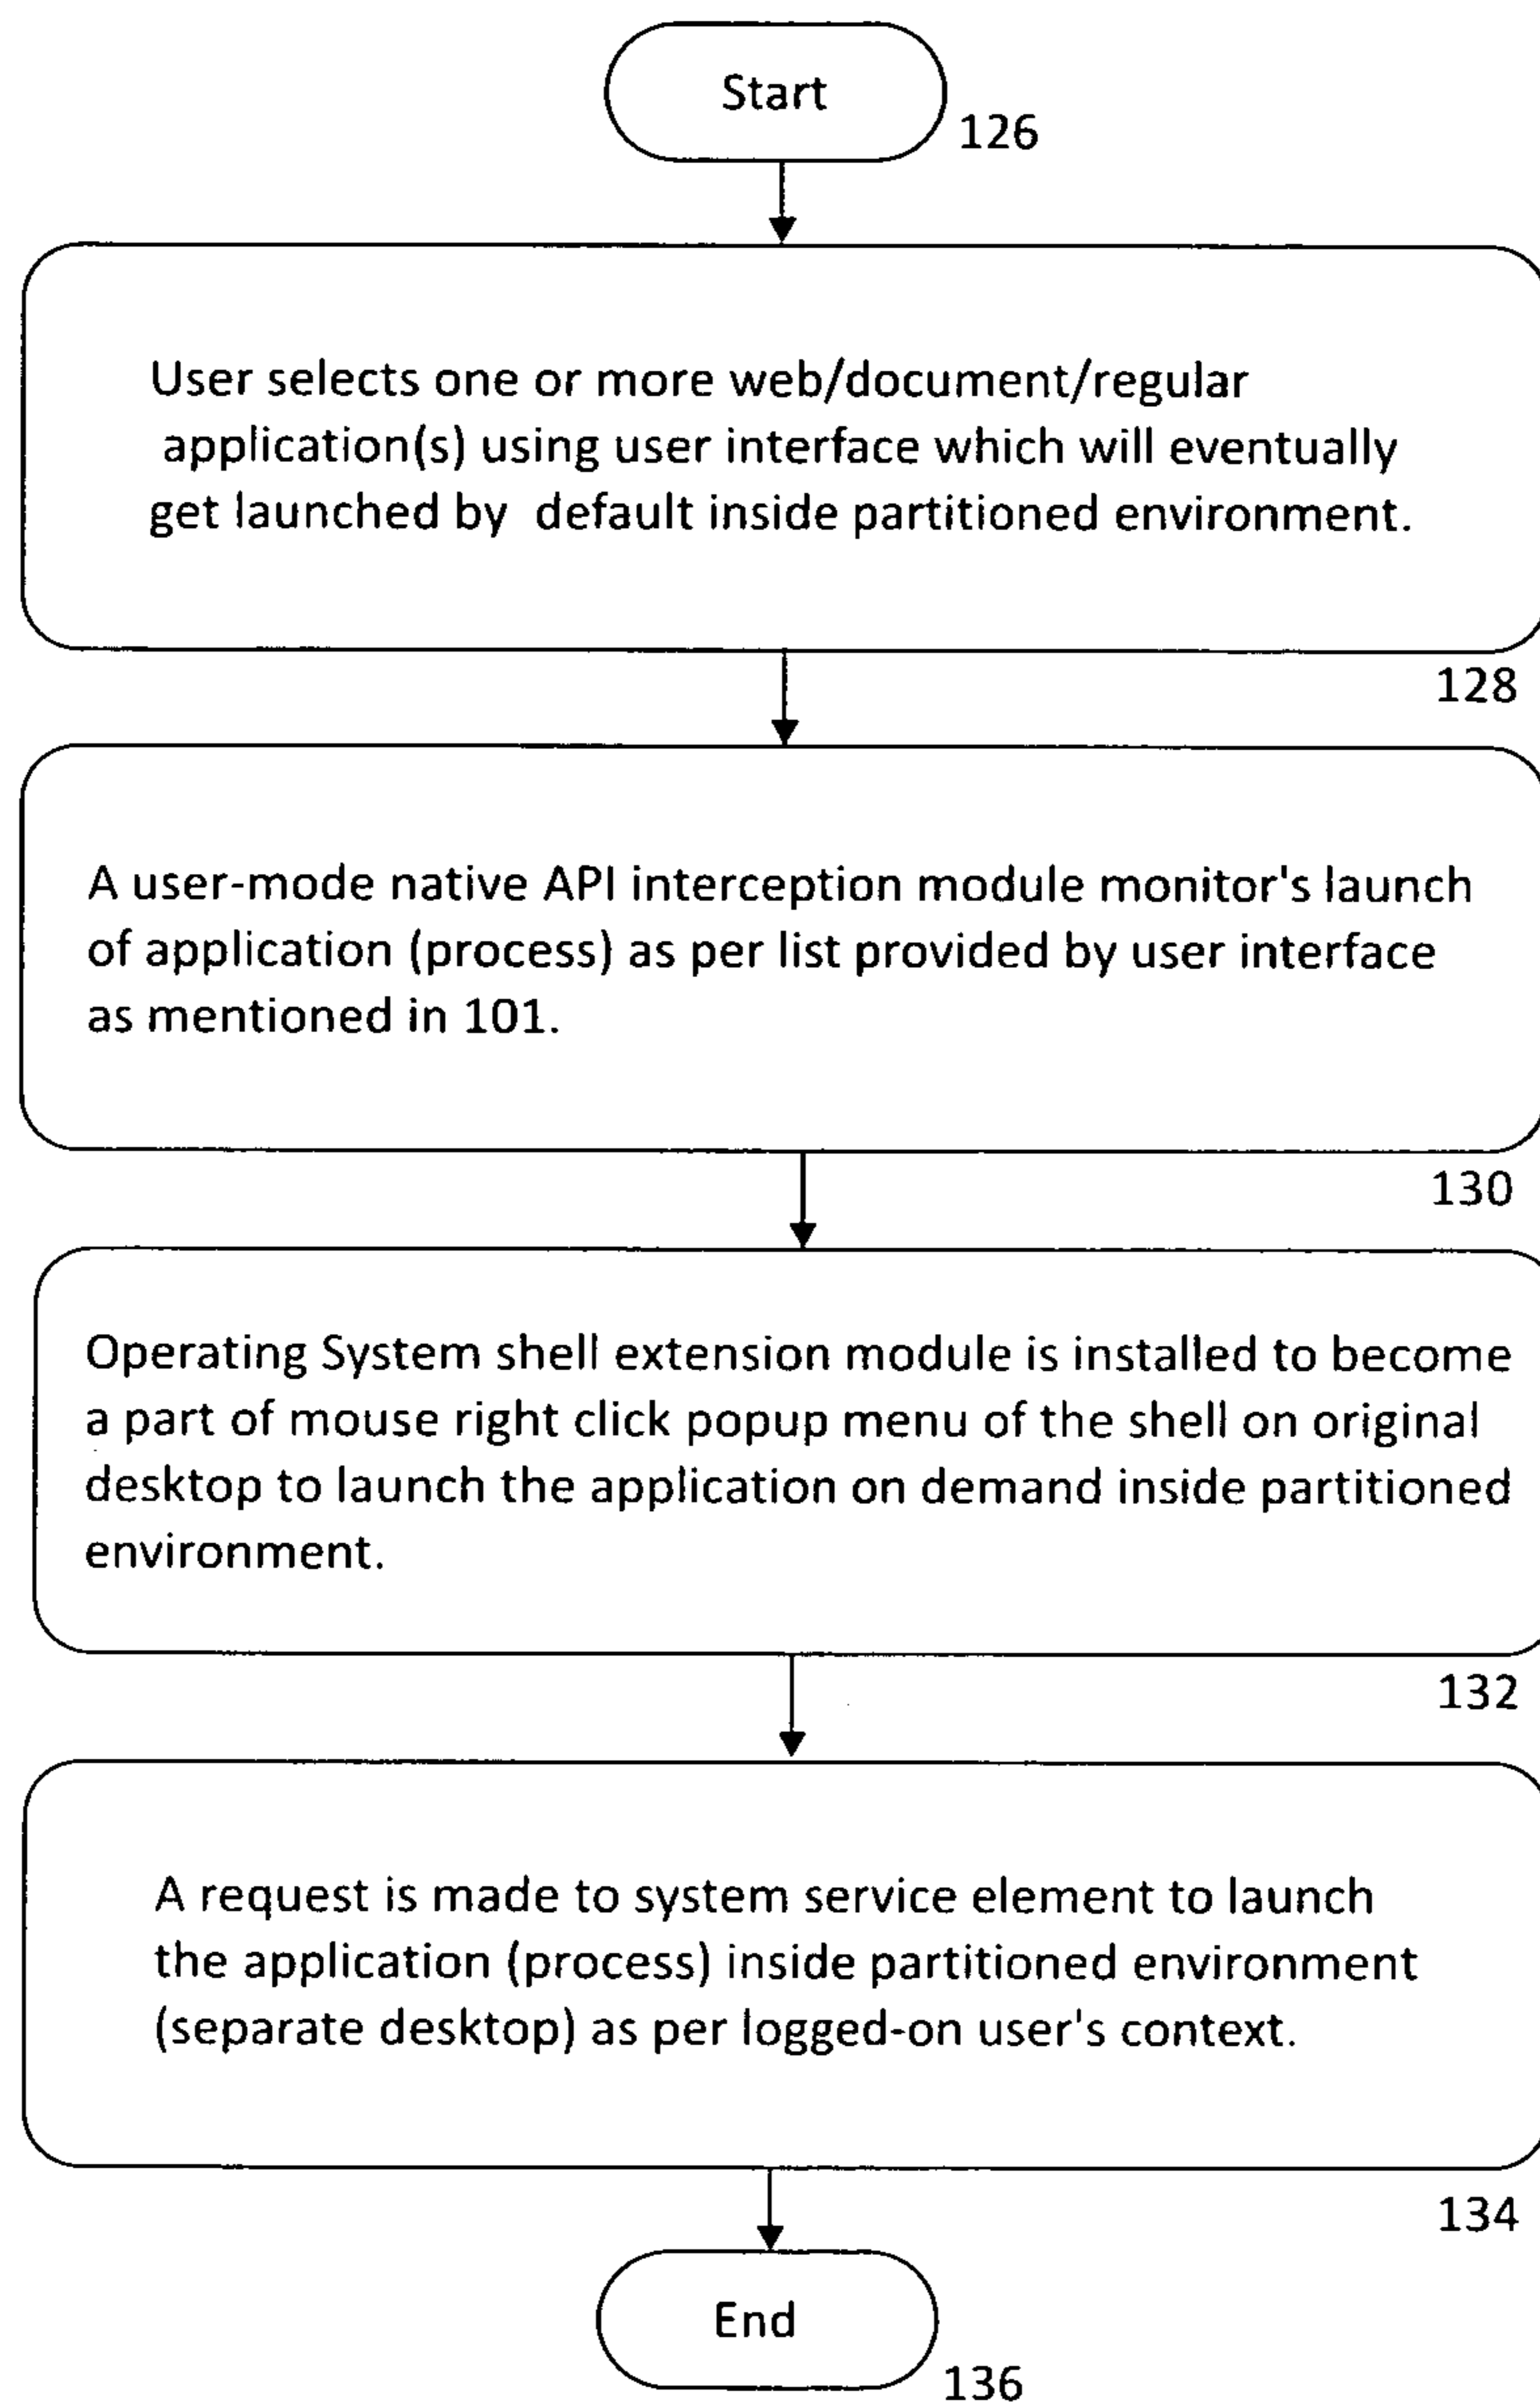 Start
126
User selects one or more web/document/regular
application(s) using user interface which will eventually
get launched by default inside partitioned environment.
128
A user-mode native API interception module monitor's launch
of application (process) as per list provided by user interface
as mentioned in 101.
130
Operating System shell extension module is installed to become
a part of mouse right click popup menu of the shell on original
desktop to launch the application on demand inside partitioned
environment.
132
A request is made to system service element to launch
the application (process) inside partitioned environment
(separate desktop) as per logged-on user's context.
134
End
136